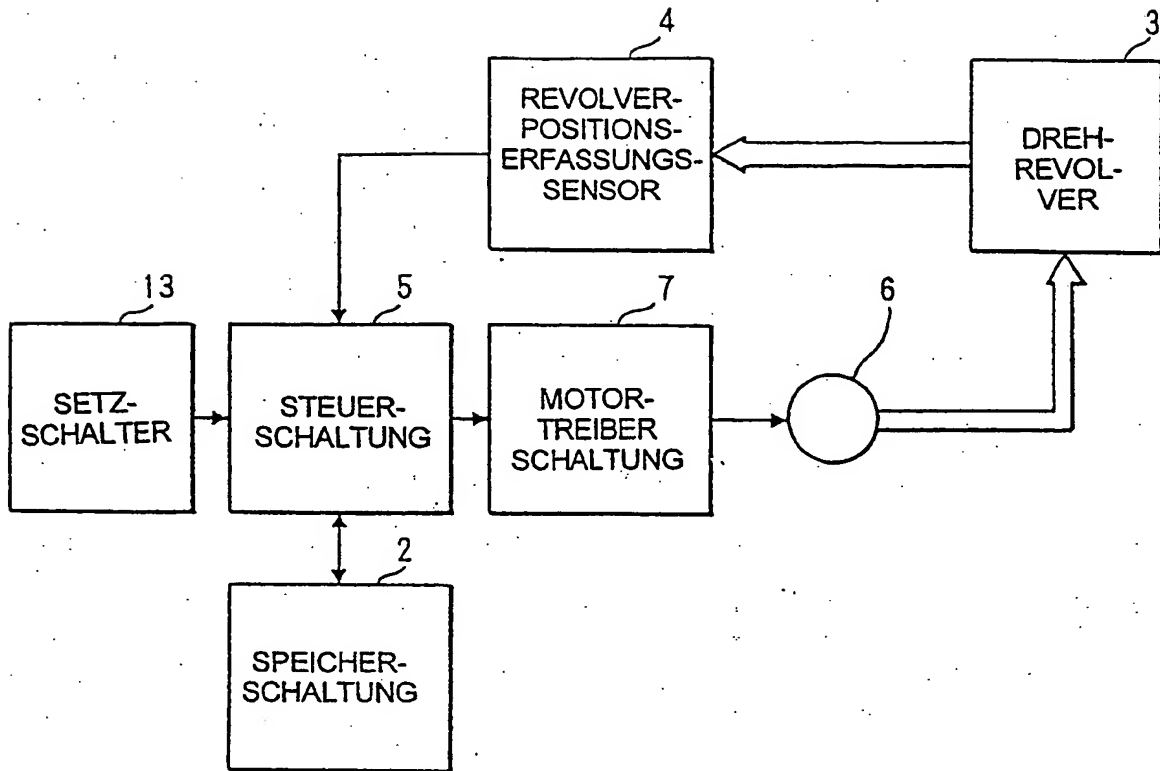 4
3
REVOLVER-
POSITIONS-
ERFASSUNGS-
SENSOR
DREH-
REVOL-
VER
13
5
7
6
SETZ-
SCHALTER
STEUER-
SCHALTUNG
MOTOR-
TREIBER
SCHALTUNG
2
SPEICHER-
SCHALTUNG